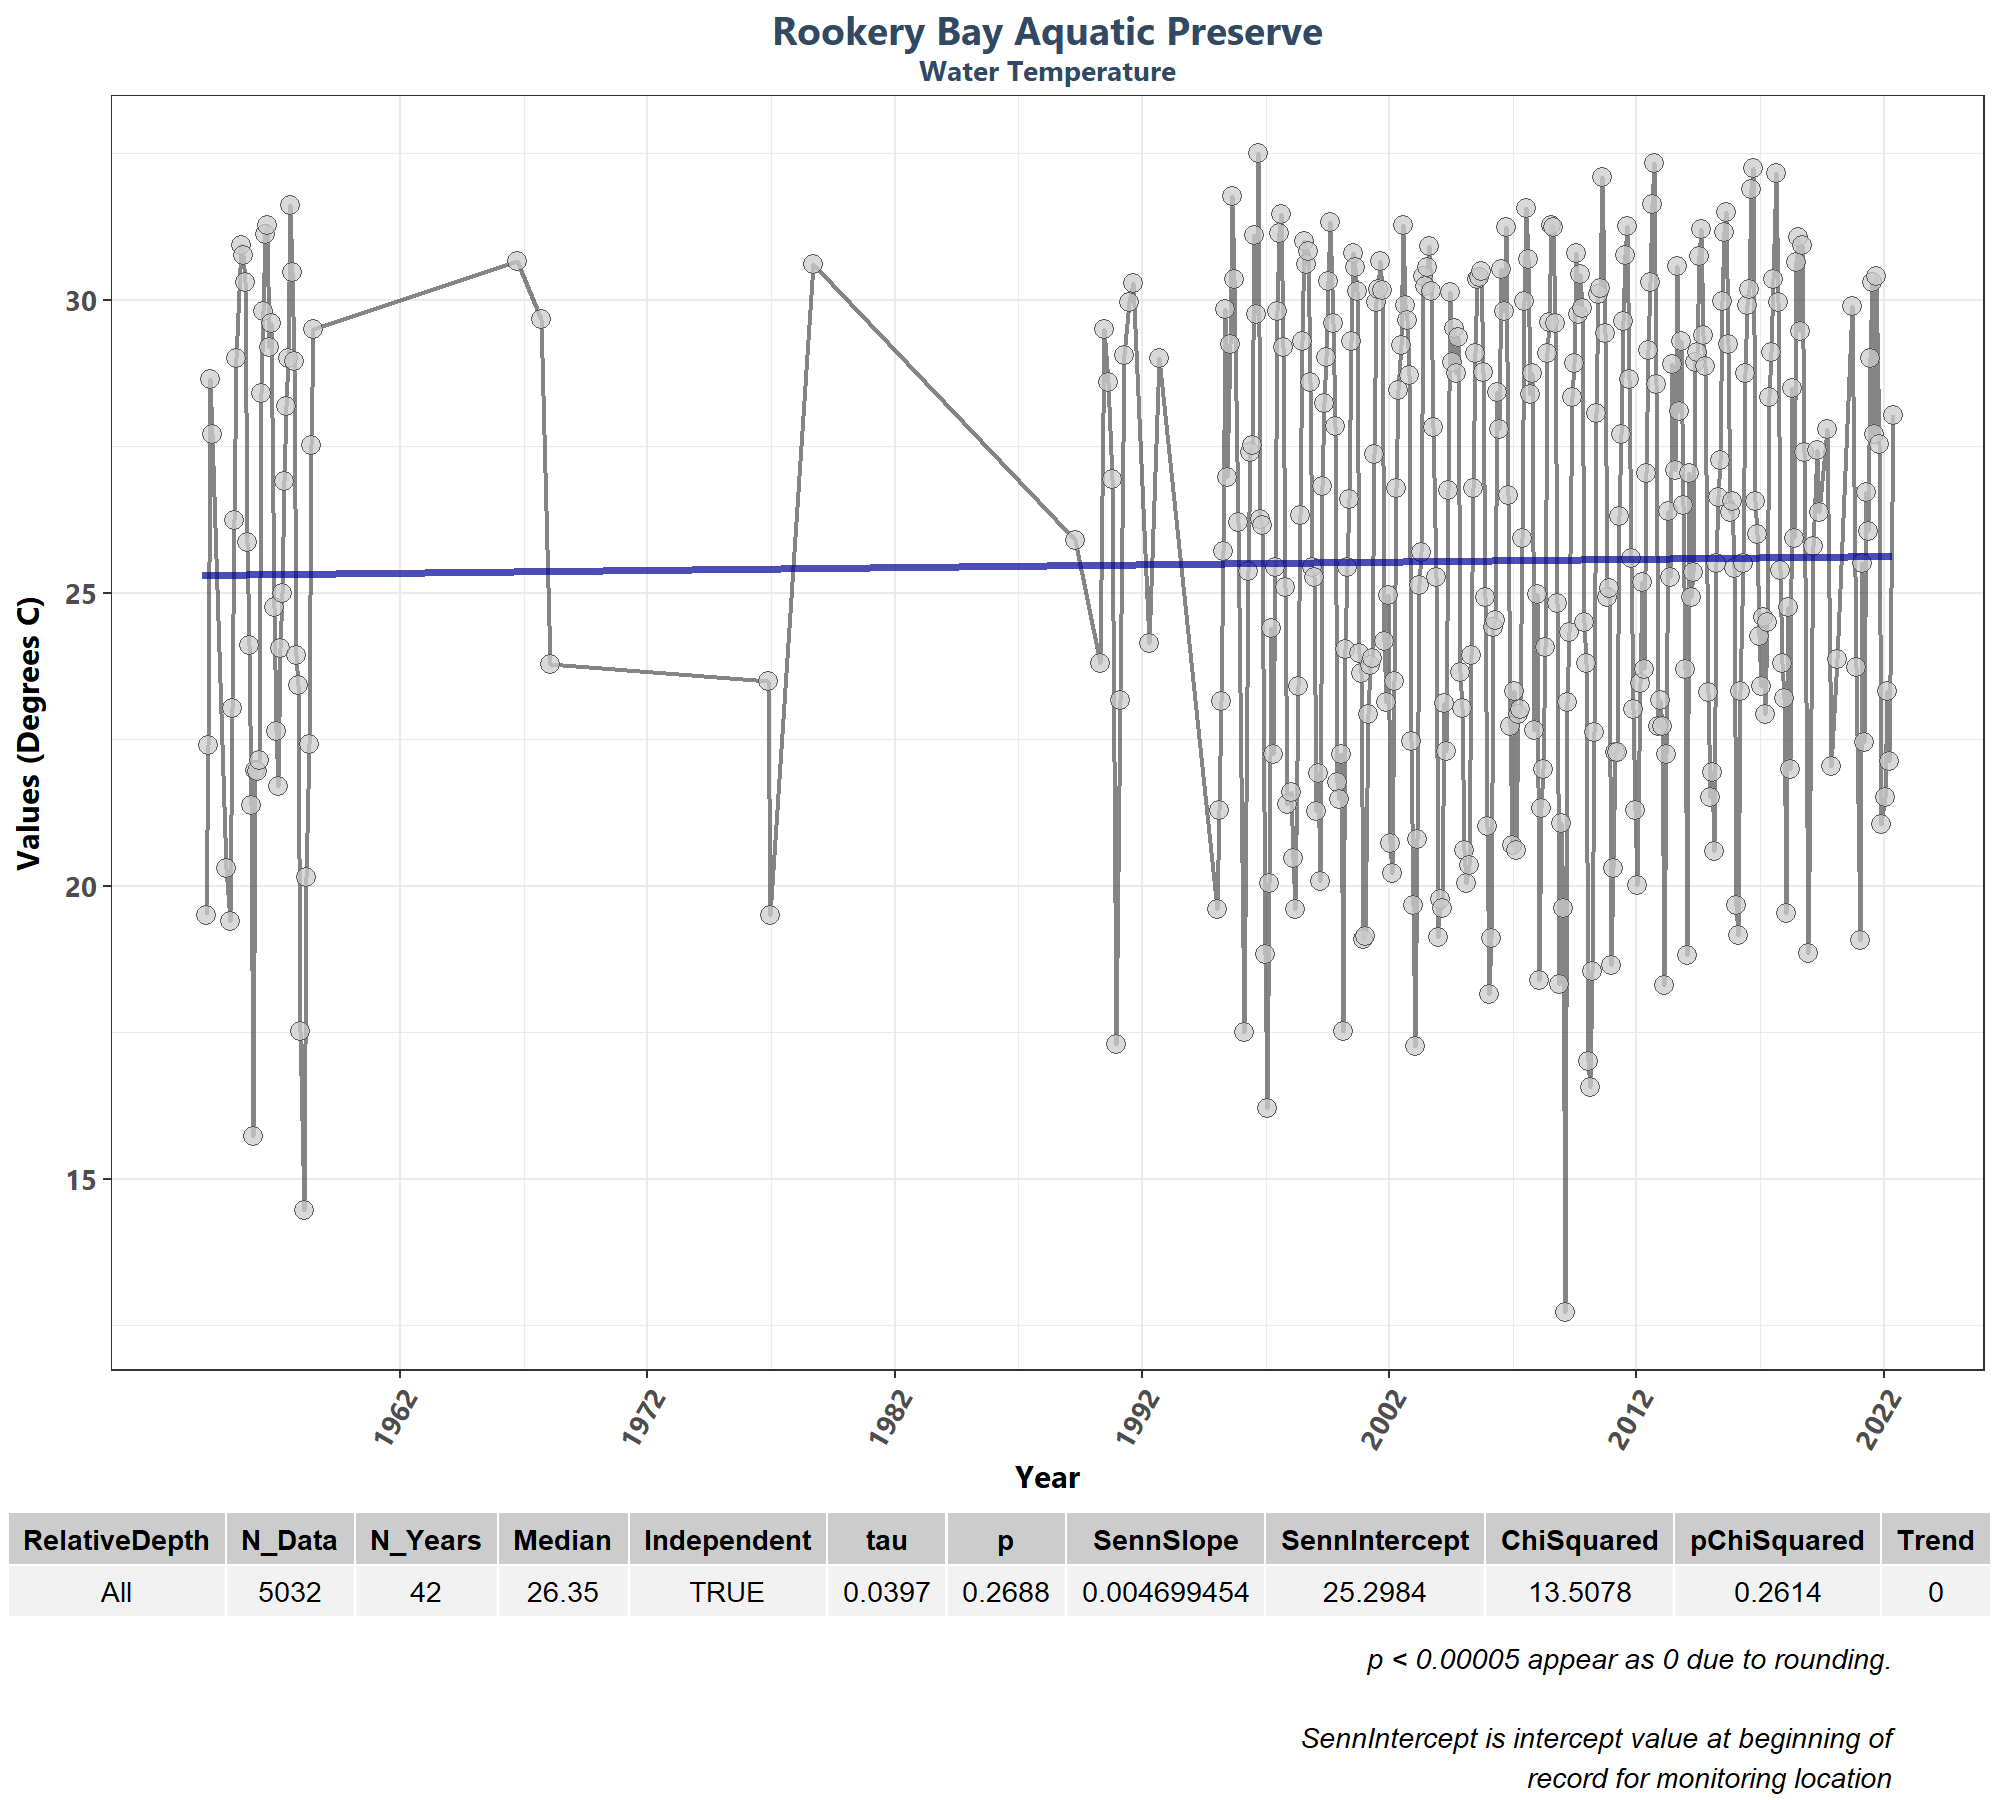 Rookery Bay Aquatic Preserve
Water Temperature
Values (Degrees C)
30
25
20
15
1962 1972 1982 1992 2002 2012 2022
Year
RelativeDepth N_Data N_Years Median Independent tau p SennSlope SennIntercept ChiSquared pChiSquared Trend
All 5032 42 26.35 TRUE 0.0397 0.2688 0.004699454 25.2984 13.5078 0.2614 0
p < 0.00005 appear as 0 due to rounding.
SennIntercept is intercept value at beginning of
record for monitoring location